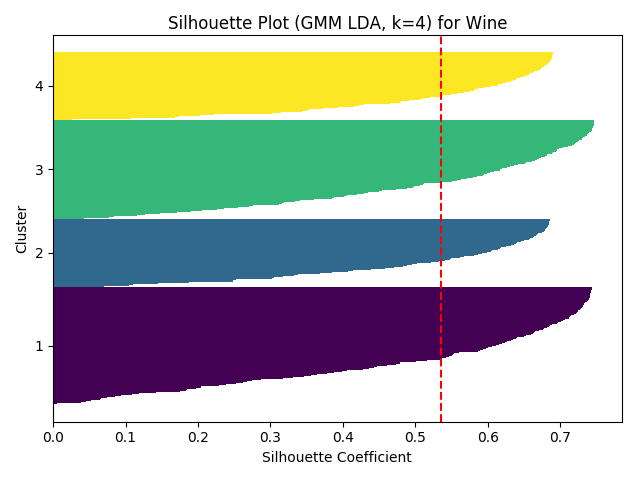 Silhouette Plot (GMM LDA, k=4) for Wine
4
3
2
1
Cluster
0.0 0.1 0.2 0.3 0.4 0.5 0.6 0.7
Silhouette Coefficient